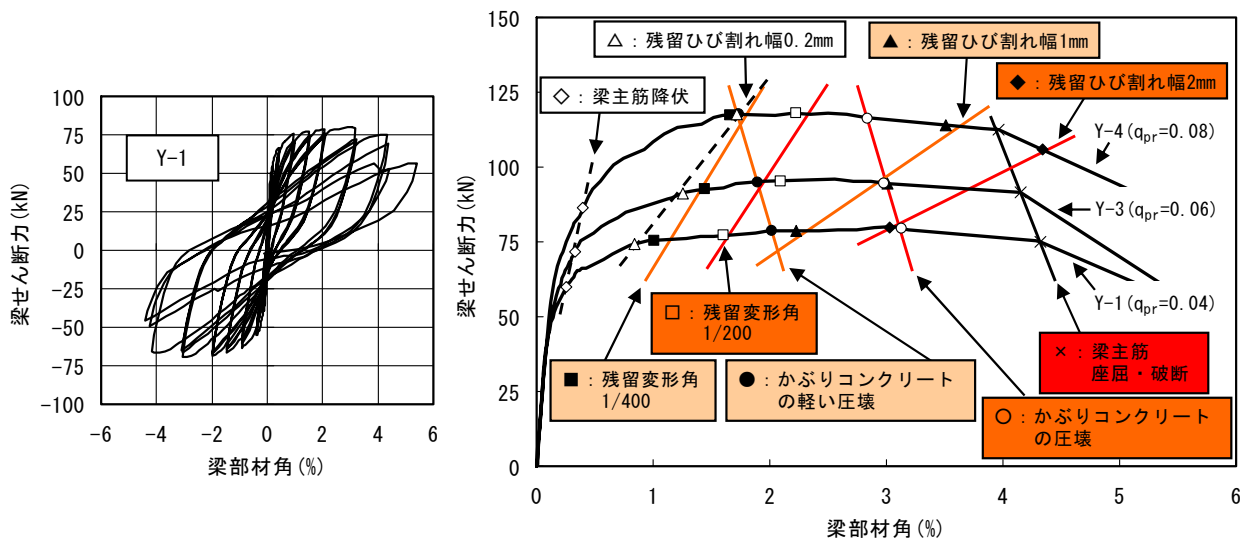 100
75
50
25
0
-25
-50
-75
-100
梁せん断力(kN)
Y-1
-6
-4
-2
0
2
4
6
梁部材角(%)
150
125
100
75
50
25
0
梁せん断力(kN)
0
1
2
3
4
5
6
梁部材角(%)
△：残留ひび割れ幅0.2mm
▲：残留ひび割れ幅1mm
◇：梁主筋降伏
◆：残留ひび割れ幅2mm
Y-4(qpr=0.08)
Y-3(qpr=0.06)
Y-1(qpr=0.04)
□：残留変形角
1/200
×：梁主筋
座屈・破断
■：残留変形角
1/400
●：かぶりコンクリート
の軽い圧壊
○：かぶりコンクリート
の圧壊